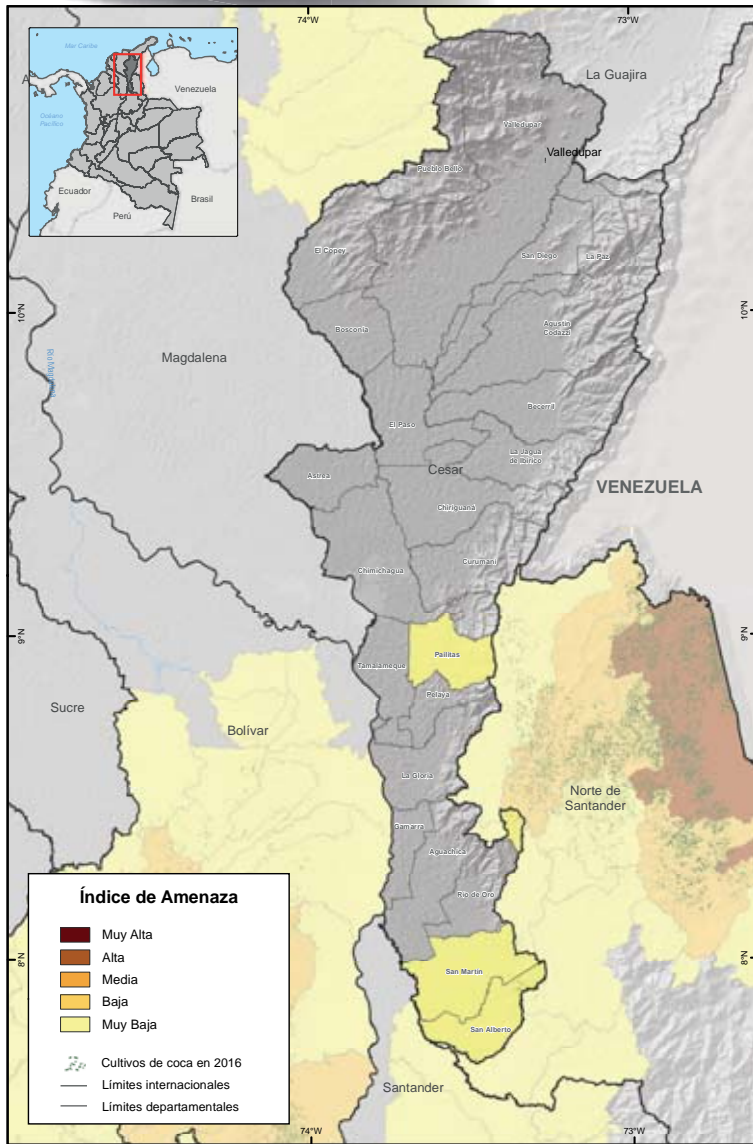 74°W
73°W
Mar Caribe
Venezuela
Océano
Pacífico
Ecuador
Perú
Brasil
La Guajira
Valledupar
Valledupar
Pueblo Bello
El Copey
San Diego
La Paz
10°N
10°N
Bosconia
Agustín
Codazzi
Magdalena
Becerril
El Paso
La Jagua
de Ibirico
Cesar
Astrea
VENEZUELA
Chiriguaná
Curumaní
Chimichagua
9°N
9°N
Pailitas
Tamalameque
Pelaya
Sucre
Bolívar
La Gloria
Norte de
Santander
Gamarra
Aguachica
Río de Oro
8°N
8°N
San Martín
San Alberto
Santander
Índice de Amenaza
Muy Alta
Alta
Media
Baja
Muy Baja
Cultivos de coca en 2016
Límites internacionales
Límites departamentales
74°W
73°W